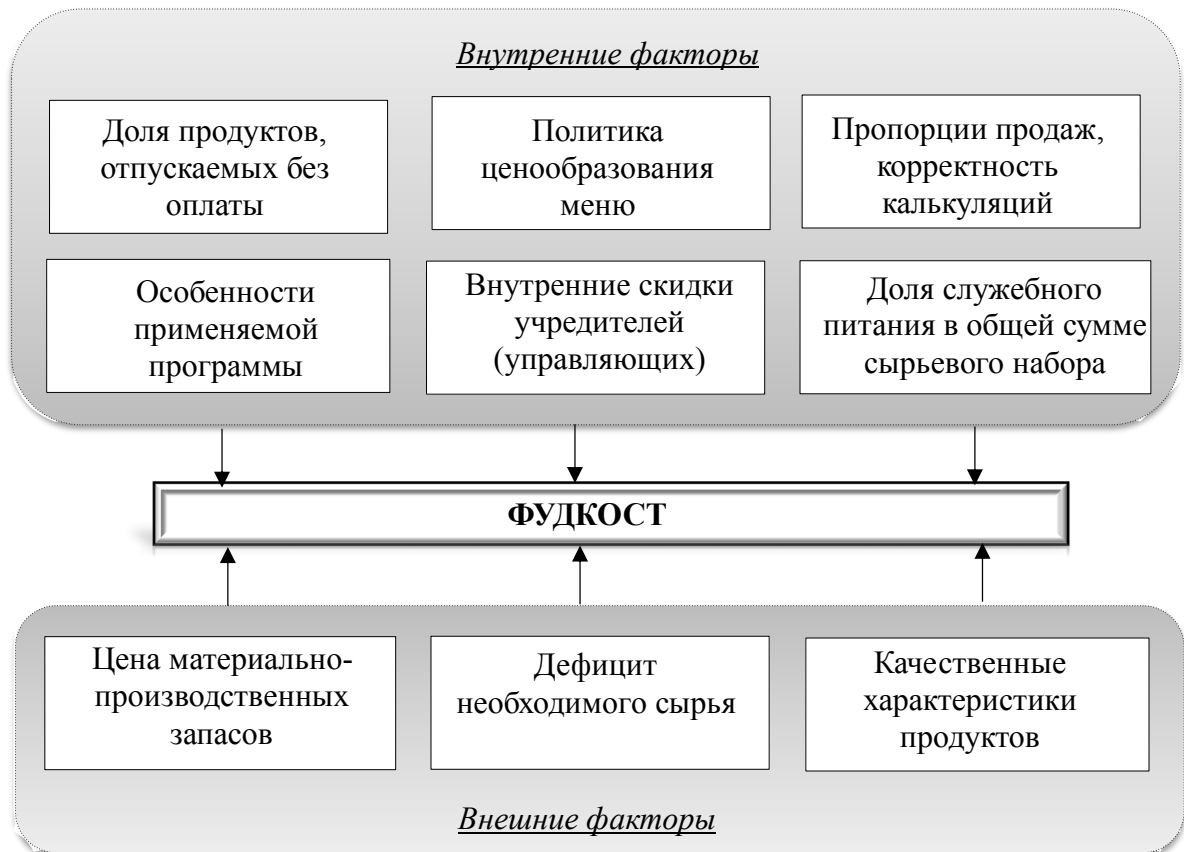 Внутренние факторы
Доля продуктов,
отпускаемых без
оплаты
Политика
ценообразования
меню
Пропорции продаж,
корректность
калькуляций
Особенности
применяемой
программы
Внутренние скидки
учредителей
(управляющих)
Доля служебного
питания в общей сумме
сырьевого набора
ФУДКОСТ
Цена материально-
производственных
запасов
Дефицит
необходимого сырья
Качественные
характеристики
продуктов
Внешние факторы